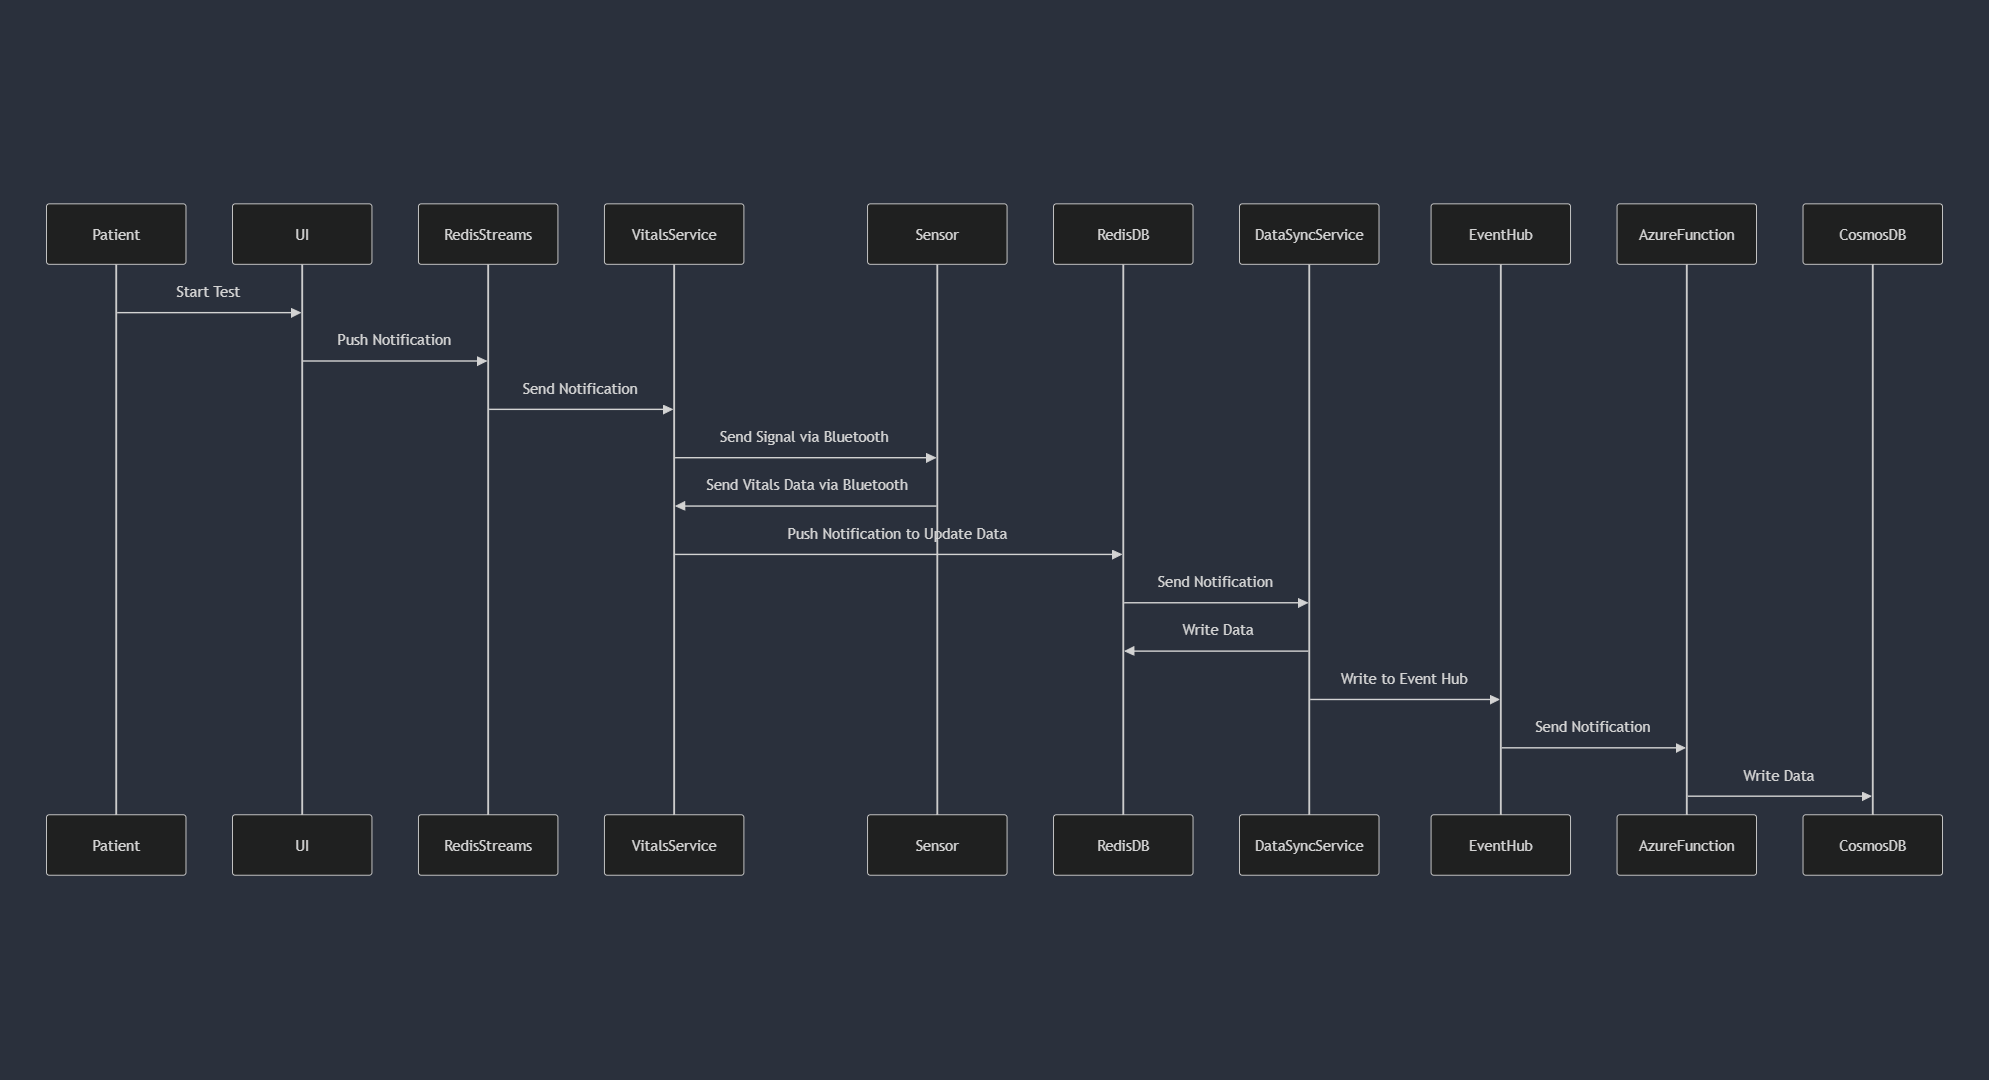 Patient
UI
RedisStreams
VitalsService
Sensor
RedisDB
DataSyncService
EventHub
AzureFunction
CosmosDB
Start Test
Push Notification
Send Notification
Send Signal via Bluetooth
Send Vitals Data via Bluetooth
Push Notification to Update Data
Send Notification
Write Data
Write to Event Hub
Send Notification
Write Data
Patient
UI
RedisStreams
VitalsService
Sensor
RedisDB
DataSyncService
EventHub
AzureFunction
CosmosDB